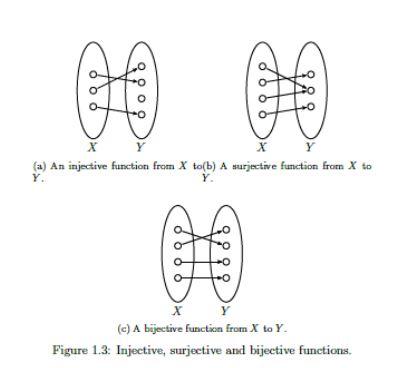 X Y
X Y
(a) An injective function from X to(b) A surjective function from X to
Y. Y.
X Y
(c) A bijective function from X to Y.
Figure 1.3: Injective, surjective and bijective functions.